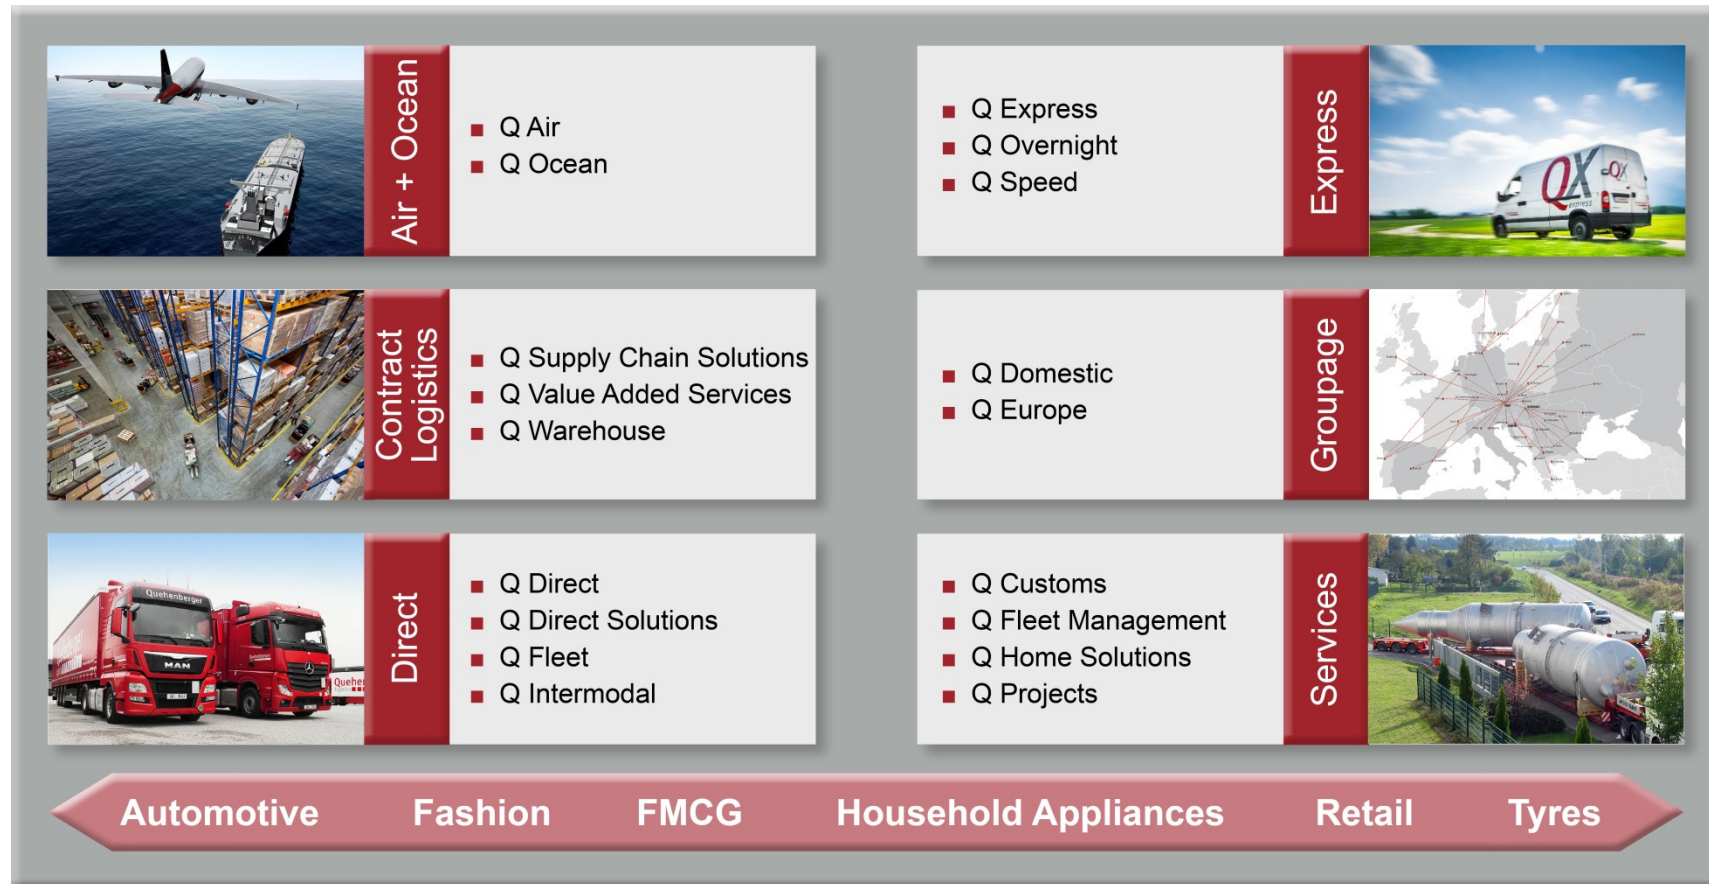 Air + Ocean
Q Air
Q Ocean
Express
Q Express
Q Overnight
Q Speed
QX
express
QX
Contract
Logistics
Q Supply Chain Solutions
Q Value Added Services
Q Warehouse
Groupage
Q Domestic
Q Europe
Direct
Q Direct
Q Direct Solutions
Q Fleet
Q Intermodal
Quehenberger
MAN
Services
Q Customs
Q Fleet Management
Q Home Solutions
Q Projects
Automotive Fashion FMCG Household Appliances Retail Tyres